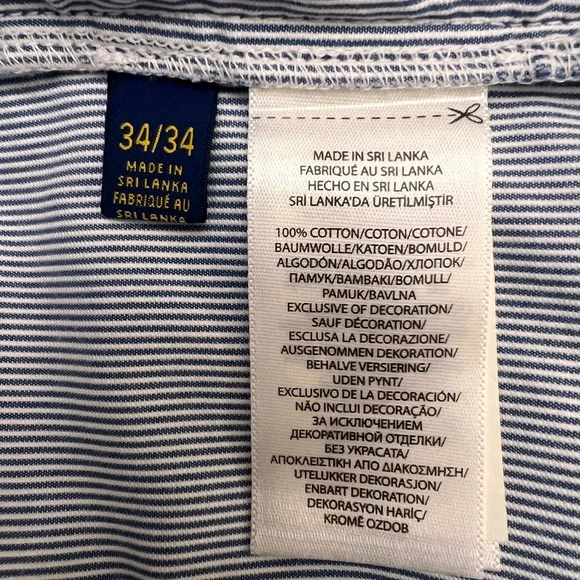 34/34
MADE IN
SRI LANKA
FABRIQUÉ AU
SRI LANKA
MADE IN SRI LANKA
FABRIQUÉ AU SRI LANKA
HECHO EN SRI LANKA
SRİ LANKA'DA ÜRETİLMİŞTİR
100% COTTON/COTON/COTONE/
BAUMWOLLE/KATOEN/BOMULD/
ALGODÓN/ALGODÃO/ХЛОПОК/
ПАМУК/ΒΑΜΒΑΚΙ/BOMULL/
PAMUK/BAVLNA
EXCLUSIVE OF DECORATION/
SAUF DÉCORATION/
ESCLUSA LA DECORAZIONE/
AUSGENOMMEN DEKORATION/
BEHALVE VERSIERING/
UDEN PYNT/
EXCLUSIVO DE LA DECORACIÓN/
NÃO INCLUI DECORAÇÃO/
ЗА ИСКЛЮЧЕНИЕМ
ДЕКОРАТИВНОЙ ОТДЕЛКИ/
БЕЗ УКРАСАТА/
ΑΠΟΚΛΕΙΣΤΙΚΗ ΑΠΟ ΔΙΑΚΟΣΜΗΣΗ/
UTELUKKER DEKORASJON/
ENBART DEKORATION/
DEKORASYON HARİÇ/
KROMĚ OZDOB